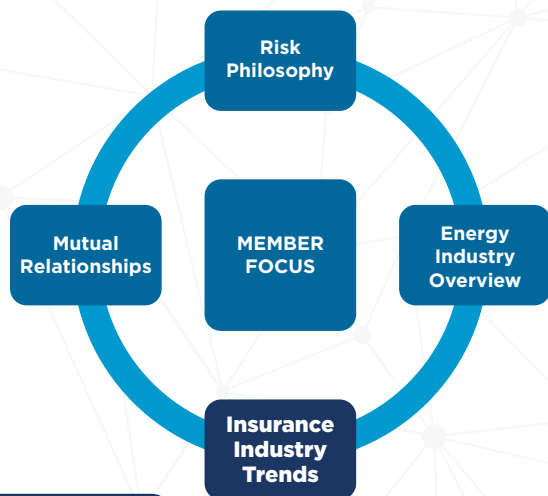 Risk
Philosophy
Mutual
Relationships
MEMBER
FOCUS
Energy
Industry
Overview
Insurance
Industry
Trends